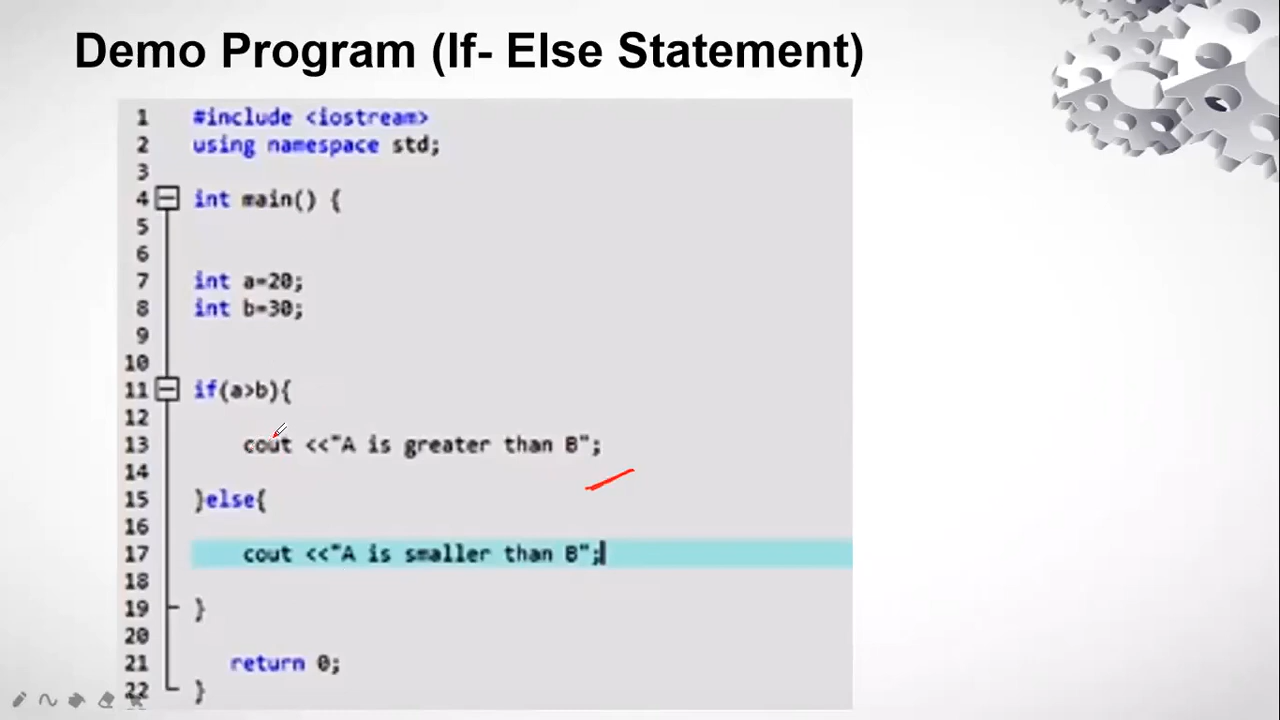 Demo Program (If- Else Statement)
1 #include <iostream>
2 using namespace std;
3
4 int main() {
5
6
7 int a=20;
8 int b=30;
9
10
11 if(a>b){
12
13 cout <<"A is greater than B";
14
15 }else{
16
17 cout <<"A is smaller than B";
18
19 }
20
21 return 0;
22 }